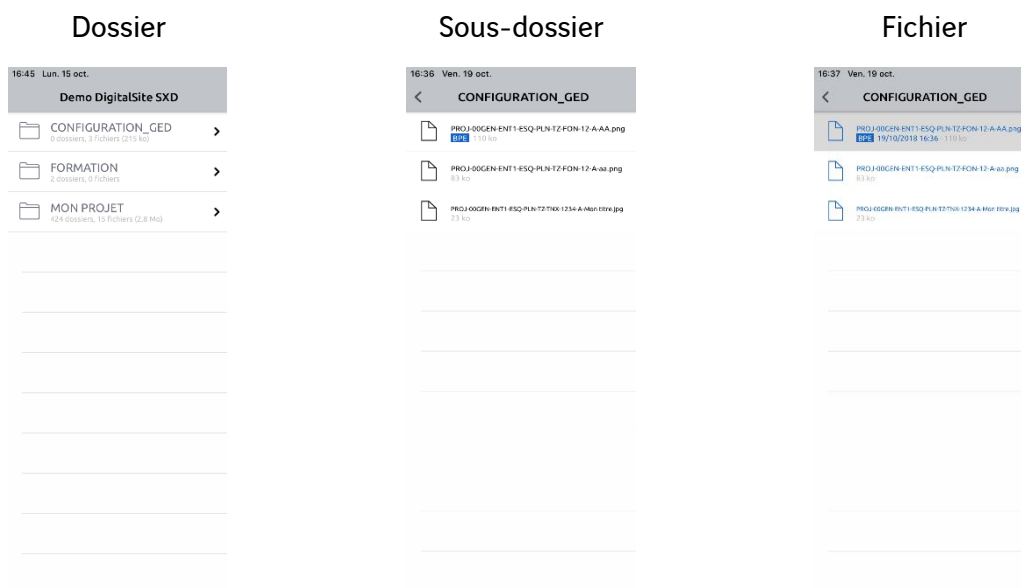 Dossier
16:45 Lun. 15 oct.
Demo DigitalSite SXD
CONFIGURATION_GED
0 dossiers, 3 fichiers (215 ko)
FORMATION
2 dossiers, 0 fichiers
MON PROJET
424 dossiers, 15 fichiers (2,8 Mo)
Sous-dossier
16:36 Ven. 19 oct.
CONFIGURATION_GED
PROJ-00GEN-ENT1-ESQ-PLN-TZ-FON-12-A-AA.png
BPE 110 ko
PROJ-00GEN-ENT1-ESQ-PLN-TZ-FON-12-A-aa.png
83 ko
PROJ-00GEN-ENT1-ESQ-PLN-TZ-TNX-1234-A-Mon titre.jpg
23 ko
Fichier
16:37 Ven. 19 oct.
CONFIGURATION_GED
PROJ-00GEN-ENT1-ESQ-PLN-TZ-FON-12-A-AA.png
BPE 19/10/2018 16:36 110 ko
PROJ-00GEN-ENT1-ESQ-PLN-TZ-FON-12-A-aa.png
83 ko
PROJ-00GEN-ENT1-ESQ-PLN-TZ-TNX-1234-A-Mon titre.jpg
23 ko